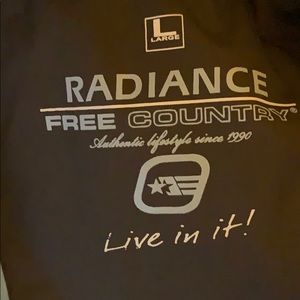 L
LARGE
RADIANCE
FREE COUNTRY®
Authentic lifestyle since 1990
Live in it!